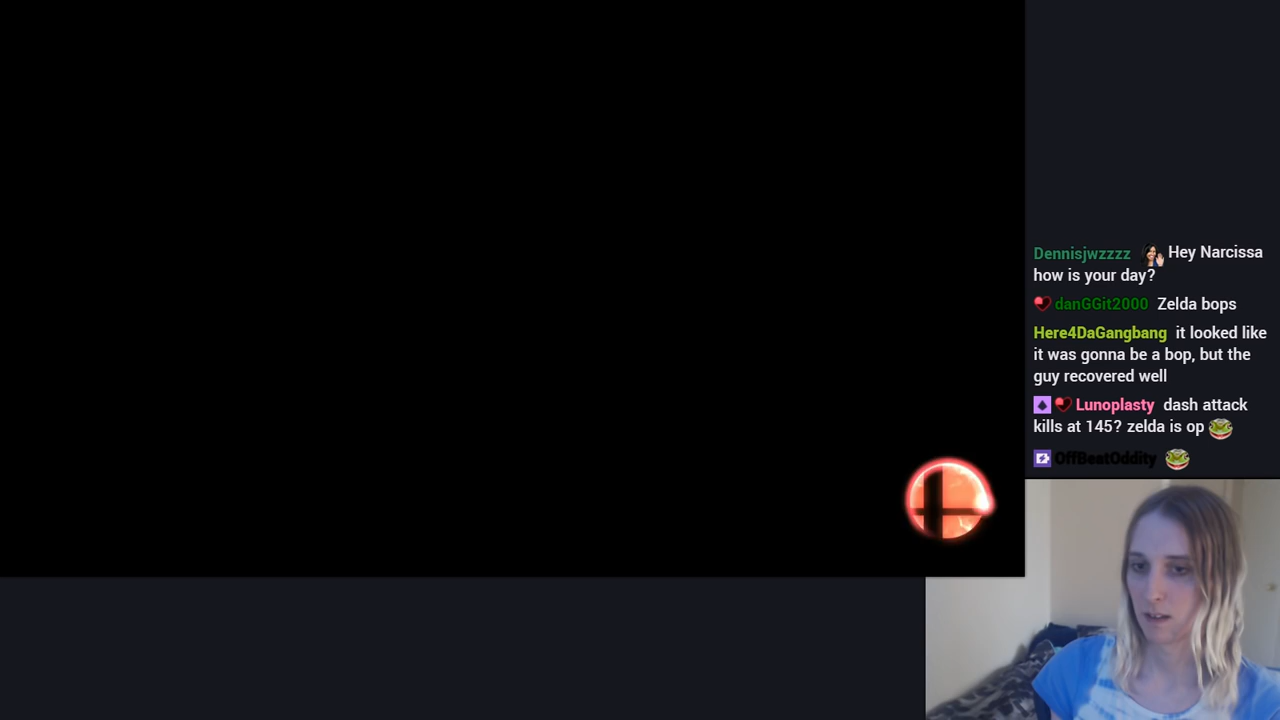 Dennisjwzzzz Hey Narcissa
how is your day?
danGGit2000 Zelda bops
Here4DaGangbang it looked like
it was gonna be a bop, but the
guy recovered well
Lunoplasty dash attack
kills at 145? zelda is op
OffBeatOddity